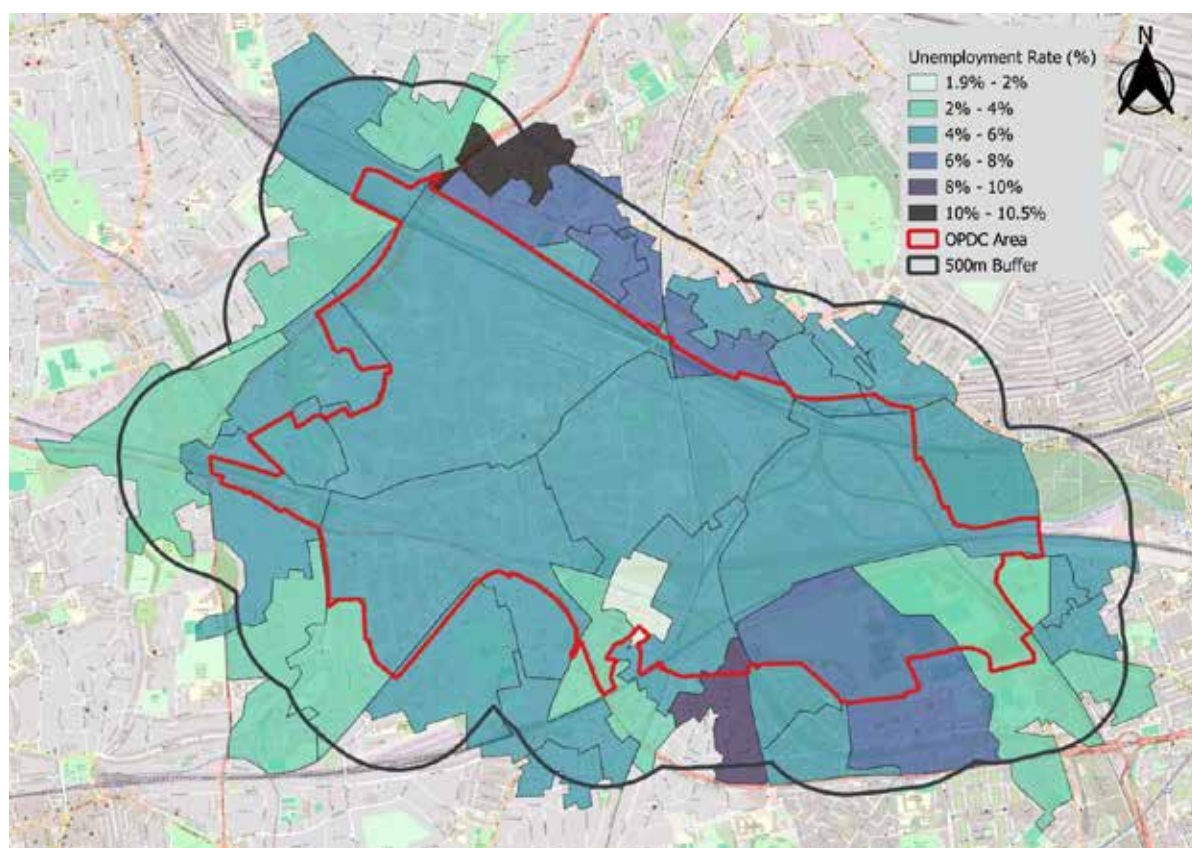 N
Unemployment Rate (%)
1.9% - 2%
2% - 4%
4% - 6%
6% - 8%
8% - 10%
10% - 10.5%
OPDC Area
500m Buffer